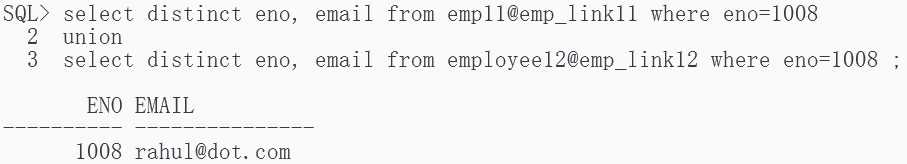 SQL> select distinct eno, email from emp11@emp_link11 where eno=1008
2 union
3 select distinct eno, email from employee12@emp_link12 where eno=1008 ;
ENO EMAIL
---------- ---------------
1008 rahul@dot.com